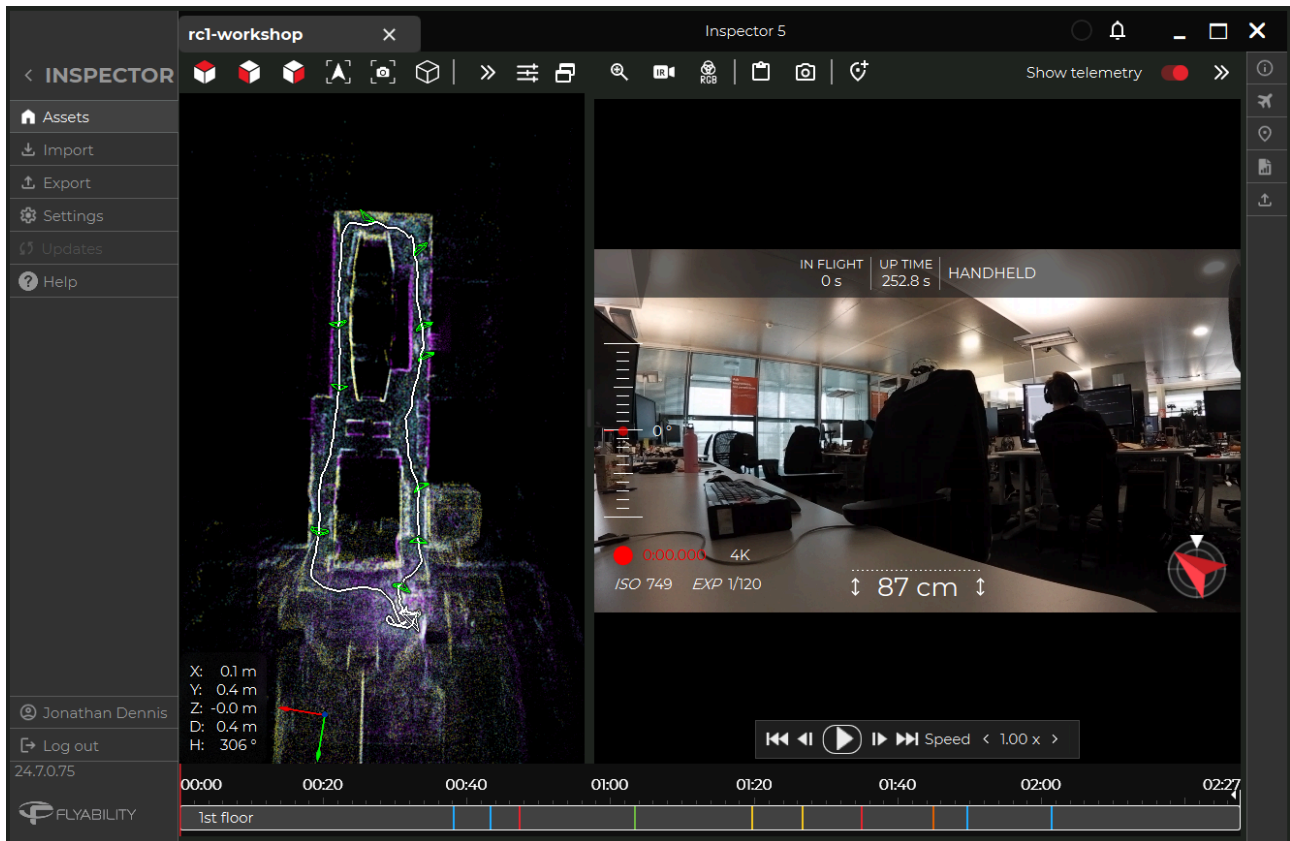 rc1-workshop
Inspector 5
INSPECTOR
IR
RGB
Show telemetry
Assets
Import
Export
Settings
Updates
Help
IN FLIGHT
0 s
UP TIME
252.8 s
HANDHELD
0 °
0:00.000 4K
ISO 749 EXP 1/120
87 cm
X: 0.1 m
Y: 0.4 m
Z: -0.0 m
D: 0.4 m
H: 306 °
Speed < 1.00 x >
Jonathan Dennis
Log out
24.7.0.75
FLYABILITY
00:00 00:20 00:40 01:00 01:20 01:40 02:00 02:27
1st floor